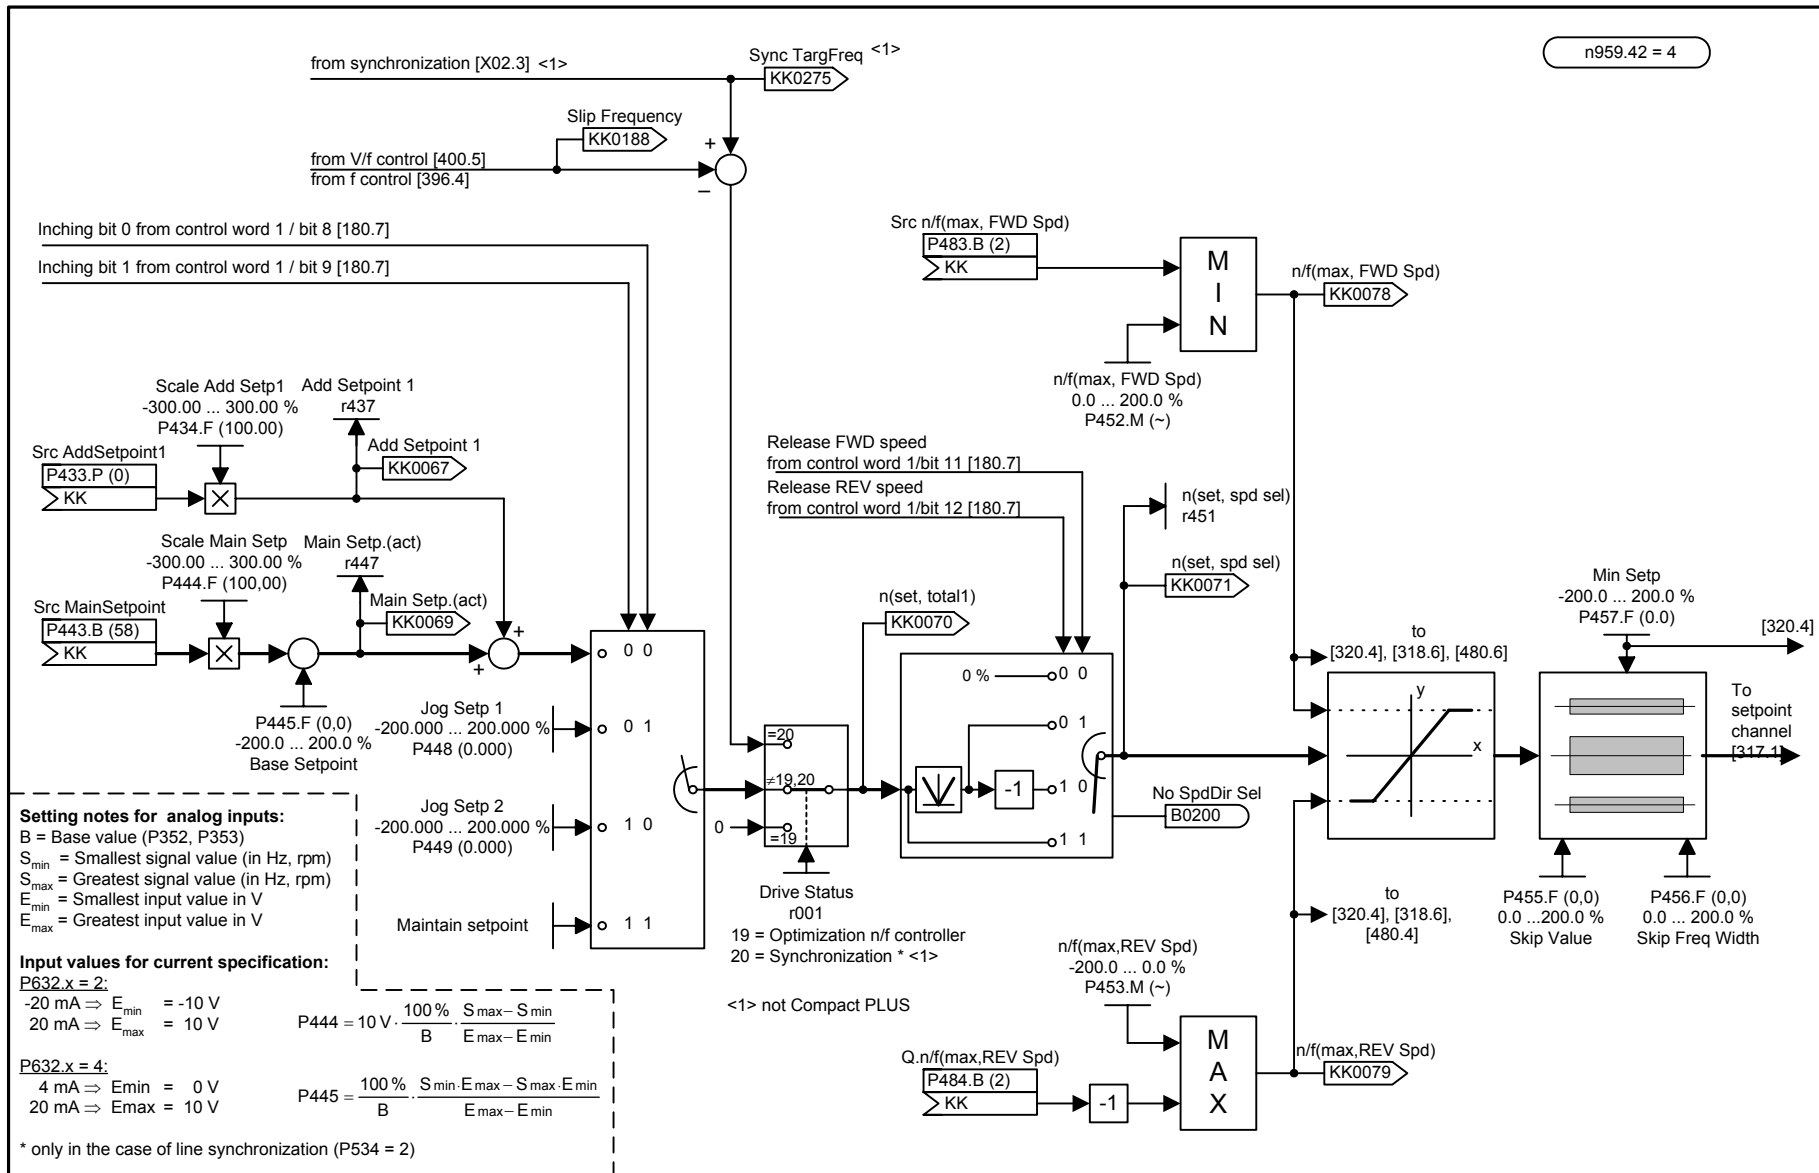 from synchronization [X02.3] <1>
Sync TargFreq <1>
KK0275
n959.42 = 4
Slip Frequency
KK0188
+
from V/f control [400.5]
from f control [396.4]
–
Inching bit 0 from control word 1 / bit 8 [180.7]
Inching bit 1 from control word 1 / bit 9 [180.7]
Src n/f(max, FWD Spd)
P483.B (2)
KK
M
I
N
n/f(max, FWD Spd)
KK0078
n/f(max, FWD Spd)
0.0 ... 200.0 %
P452.M (~)
Scale Add Setp1
-300.00 ... 300.00 %
P434.F (100.00)
Add Setpoint 1
r437
Add Setpoint 1
KK0067
Src AddSetpoint1
P433.P (0)
KK
Scale Main Setp
-300.00 ... 300.00 %
P444.F (100,00)
Main Setp.(act)
r447
Main Setp.(act)
KK0069
Src MainSetpoint
P443.B (58)
KK
+
+
P445.F (0,0)
-200.0 ... 200.0 %
Base Setpoint
0 0
Jog Setp 1
-200.000 ... 200.000 %
P448 (0.000)
0 1
Jog Setp 2
-200.000 ... 200.000 %
P449 (0.000)
1 0
Maintain setpoint
1 1
Release FWD speed
from control word 1/bit 11 [180.7]
Release REV speed
from control word 1/bit 12 [180.7]
n(set, spd sel)
r451
n(set, spd sel)
KK0071
n(set, total1)
KK0070
=20
≠19,20
0
=19
Drive Status
r001
19 = Optimization n/f controller
20 = Synchronization * <1>
<1> not Compact PLUS
0 %
0 0
0 1
-1
1 0
1 1
No SpdDir Sel
B0200
to
[320.4], [318.6], [480.6]
y
x
to
[320.4], [318.6],
[480.4]
Min Setp
-200.0 ... 200.0 %
P457.F (0.0)
[320.4]
To
setpoint
channel
[317.1]
P455.F (0,0)
0.0 ...200.0 %
Skip Value
P456.F (0,0)
0.0 ... 200.0 %
Skip Freq Width
n/f(max,REV Spd)
-200.0 ... 0.0 %
P453.M (~)
Q.n/f(max,REV Spd)
P484.B (2)
KK
-1
M
A
X
n/f(max,REV Spd)
KK0079
Setting notes for analog inputs:
B = Base value (P352, P353)
Smin = Smallest signal value (in Hz, rpm)
Smax = Greatest signal value (in Hz, rpm)
Emin = Smallest input value in V
Emax = Greatest input value in V
Input values for current specification:
P632.x = 2:
-20 mA ⇒ Emin = -10 V
20 mA ⇒ Emax = 10 V
P444 = 10 V · 100 % / B · (S max – S min) / (E max – E min)
P632.x = 4:
4 mA ⇒ Emin = 0 V
20 mA ⇒ Emax = 10 V
P445 = 100 % / B · (S min · E max – S max · E min) / (E max – E min)
* only in the case of line synchronization (P534 = 2)